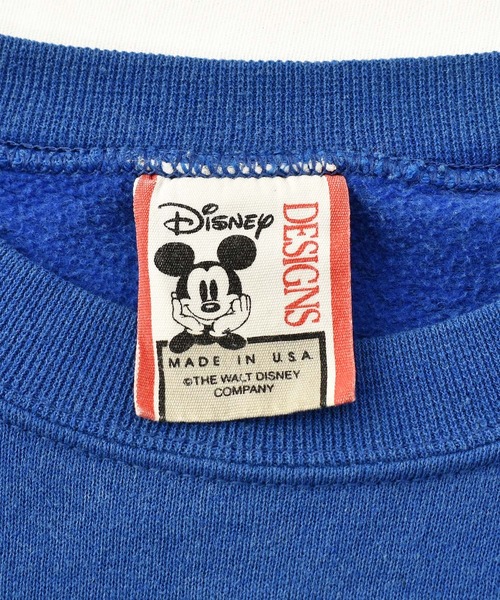 Disney
DESIGNS
MADE IN U.S.A
©THE WALT DISNEY
COMPANY